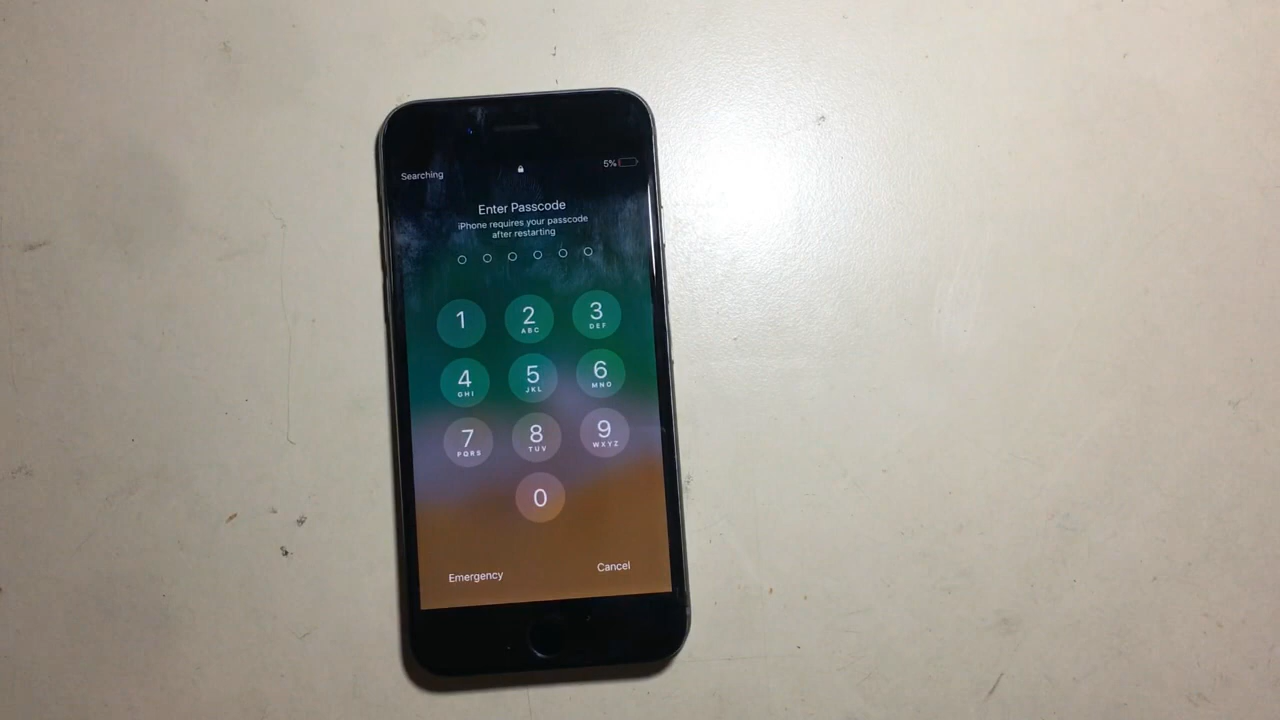 Searching 5%
Enter Passcode
iPhone requires your passcode
after restarting
1 2 3
ABC DEF
4 5 6
GHI JKL MNO
7 8 9
PQRS TUV WXYZ
0
Emergency Cancel